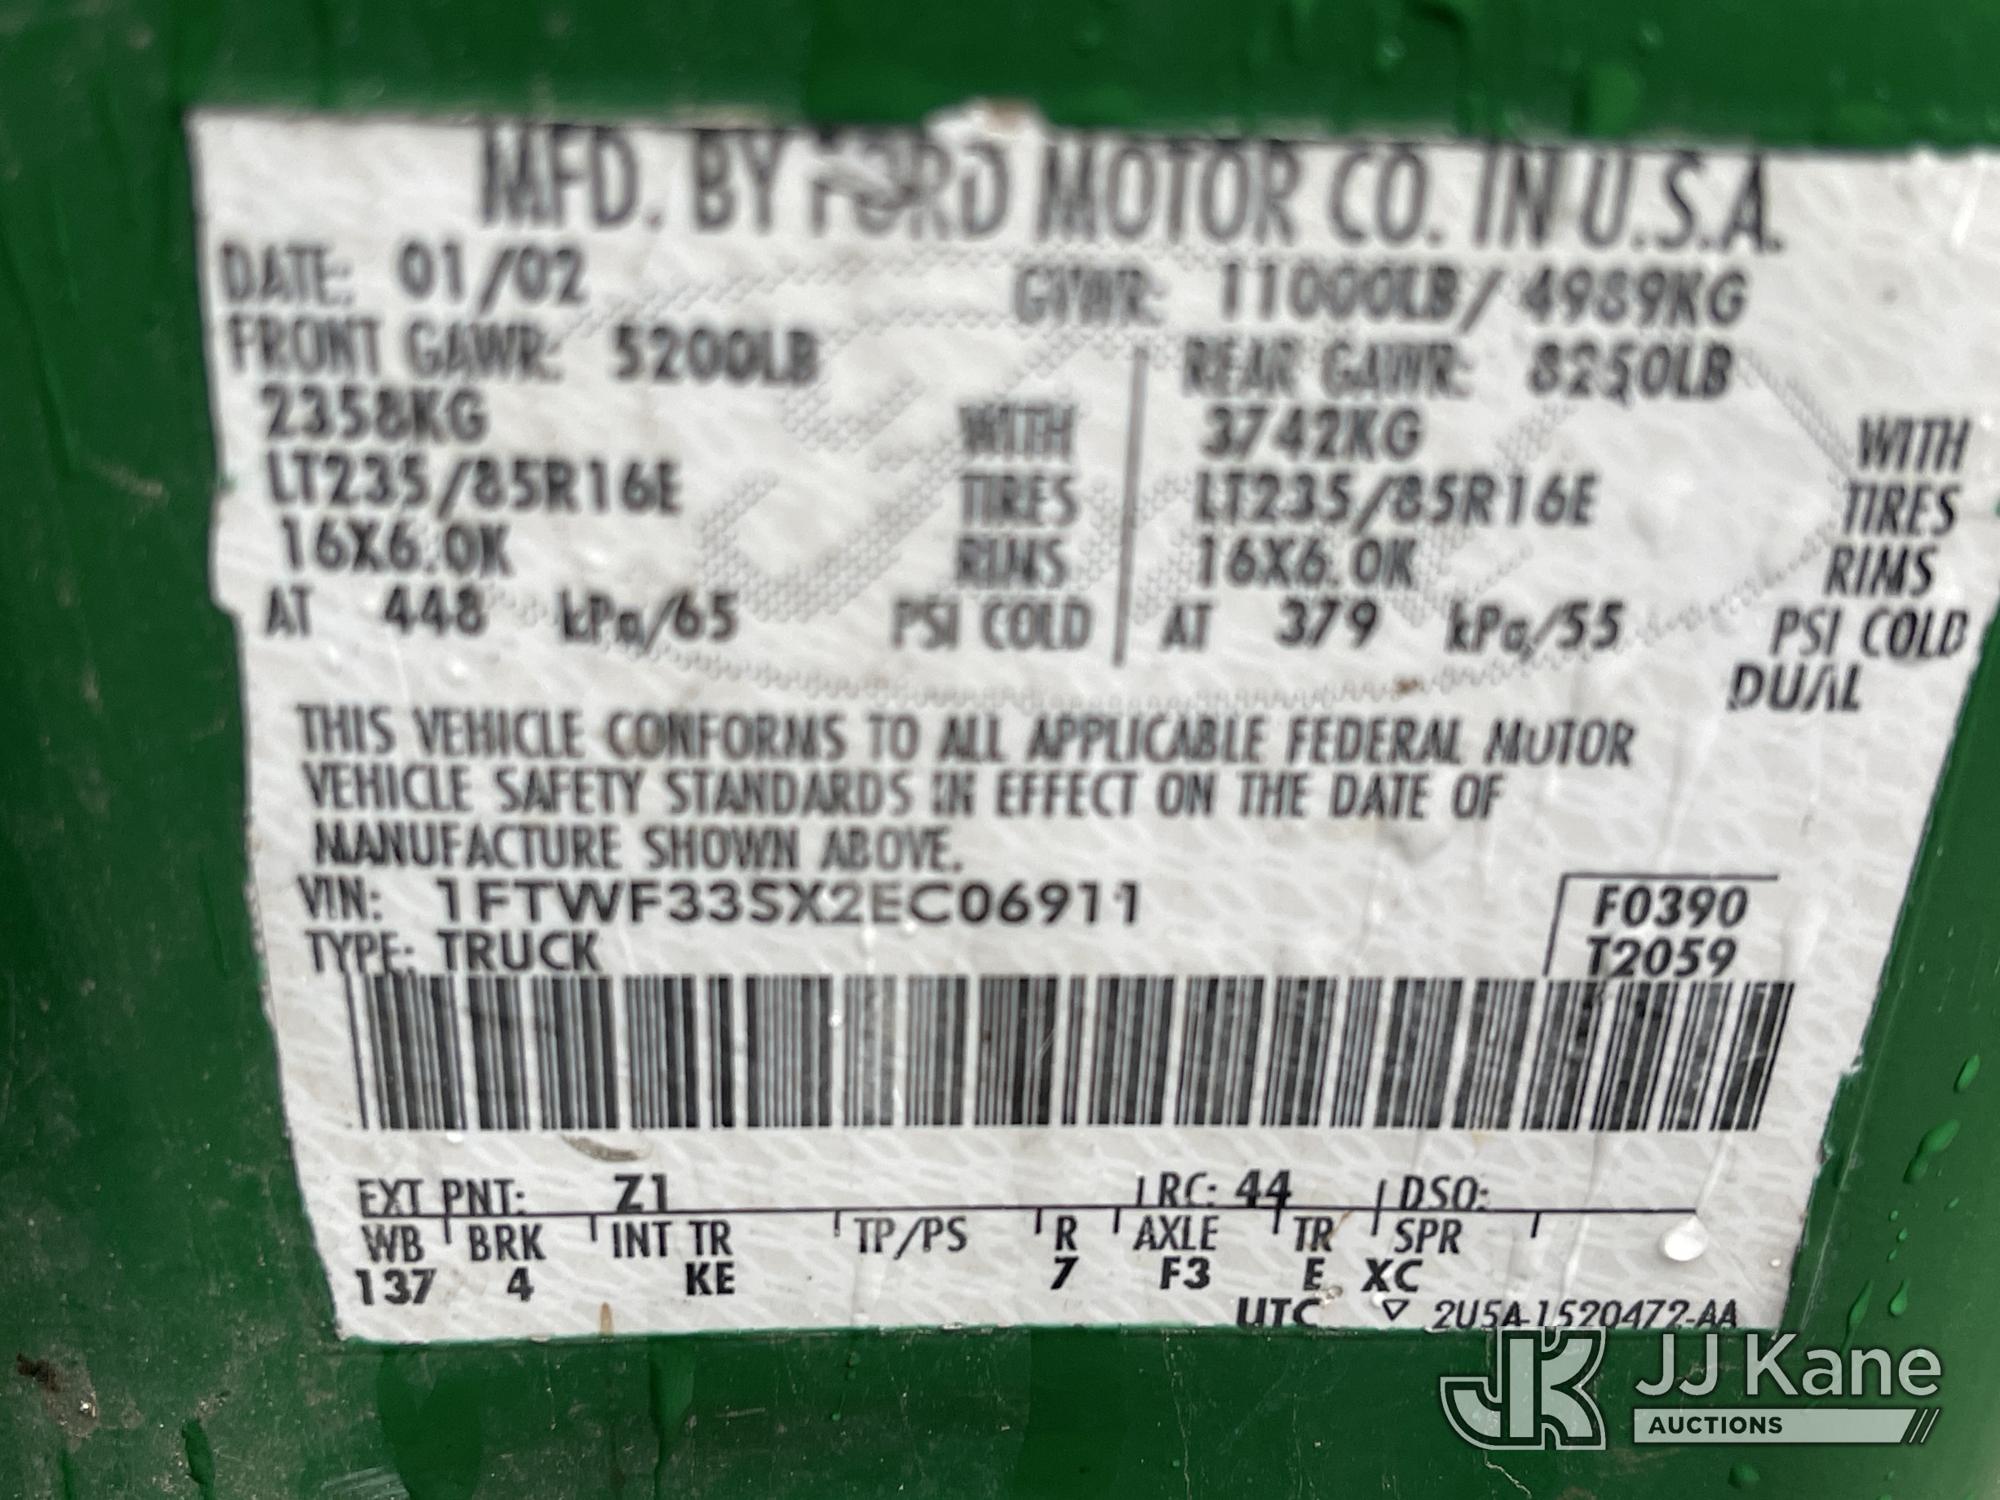 MFD. BY FORD MOTOR CO. IN U.S.A.
DATE: 01/02 GVWR: 11000LB/ 4989KG
FRONT GAWR: 5200LB REAR GAWR: 8250LB
2358KG WITH 3742KG WITH
LT235/85R16E TIRES LT235/85R16E TIRES
16X6.0K RIMS 16X6.0K RIMS
AT 448 kPa/65 PSI COLD AT 379 kPa/55 PSI COLD
DUAL
THIS VEHICLE CONFORMS TO ALL APPLICABLE FEDERAL MOTOR
VEHICLE SAFETY STANDARDS IN EFFECT ON THE DATE OF
MANUFACTURE SHOWN ABOVE.
VIN: 1FTWF33SX2EC06911 F0390
TYPE: TRUCK T2059
EXT PNT: Z1 RC: 44 DSO:
WB BRK INT TR TP/PS R AXLE TR SPR
137 4 KE 7 F3 E XC
UTC ▽ 2U5A-1520472-AA
JJ Kane
AUCTIONS